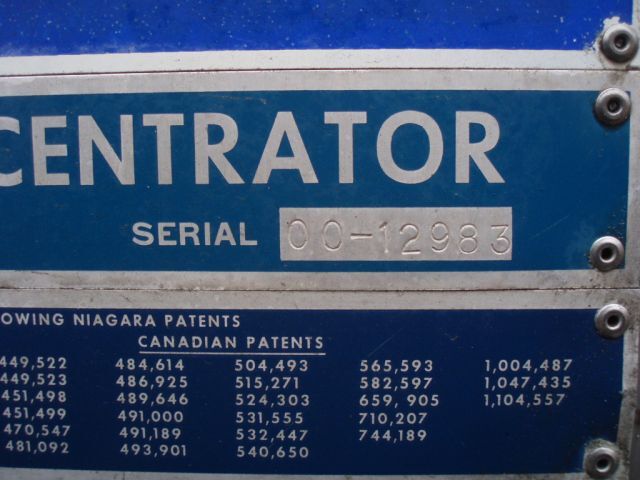 CENTRATOR
SERIAL 00-12983
OWING NIAGARA PATENTS
CANADIAN PATENTS
449,522 484,614 504,493 565,593 1,004,487
449,523 486,925 515,271 582,597 1,047,435
451,498 489,646 524,303 659, 905 1,104,557
451,499 491,000 531,555 710,207
470,547 491,189 532,447 744,189
481,092 493,901 540,650